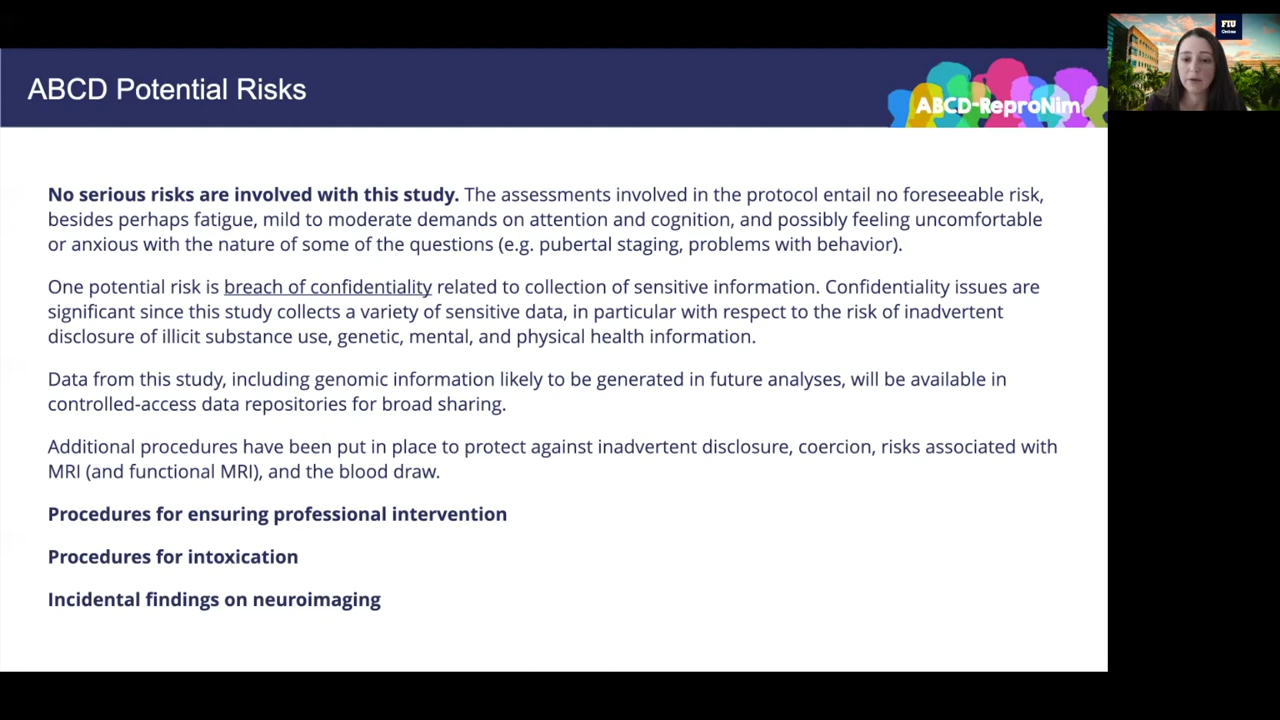 ABCD Potential Risks
ABCD-ReproNim
FIU
Online
No serious risks are involved with this study. The assessments involved in the protocol entail no foreseeable risk,
besides perhaps fatigue, mild to moderate demands on attention and cognition, and possibly feeling uncomfortable
or anxious with the nature of some of the questions (e.g. pubertal staging, problems with behavior).
One potential risk is breach of confidentiality related to collection of sensitive information. Confidentiality issues are
significant since this study collects a variety of sensitive data, in particular with respect to the risk of inadvertent
disclosure of illicit substance use, genetic, mental, and physical health information.
Data from this study, including genomic information likely to be generated in future analyses, will be available in
controlled-access data repositories for broad sharing.
Additional procedures have been put in place to protect against inadvertent disclosure, coercion, risks associated with
MRI (and functional MRI), and the blood draw.
Procedures for ensuring professional intervention
Procedures for intoxication
Incidental findings on neuroimaging